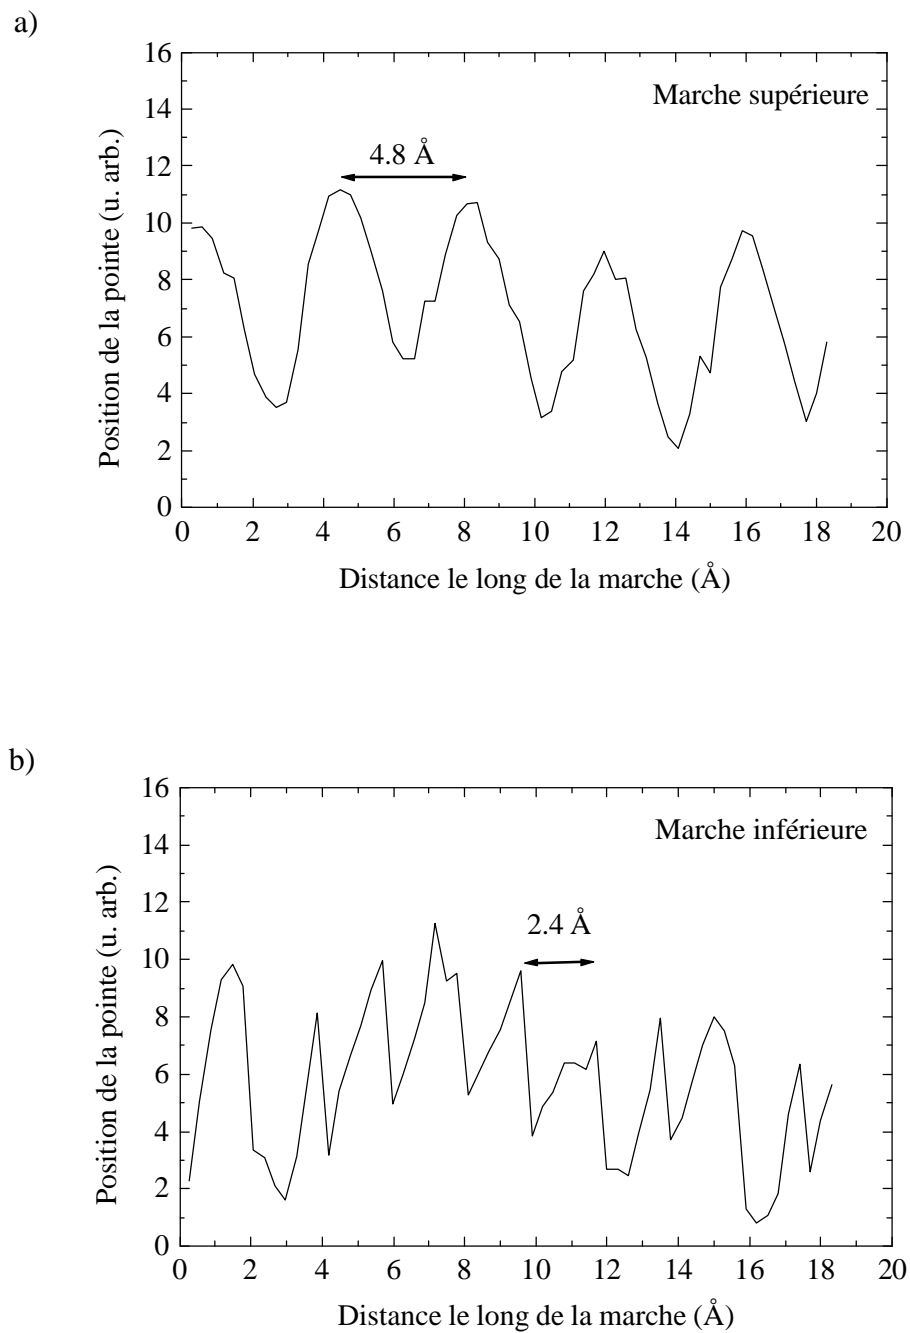 a)
16
14
12
10
8
6
4
2
0
Position de la pointe (u. arb.)
Marche supérieure
4.8 Å
0 2 4 6 8 10 12 14 16 18 20
Distance le long de la marche (Å)
b)
16
14
12
10
8
6
4
2
0
Position de la pointe (u. arb.)
Marche inférieure
2.4 Å
0 2 4 6 8 10 12 14 16 18 20
Distance le long de la marche (Å)